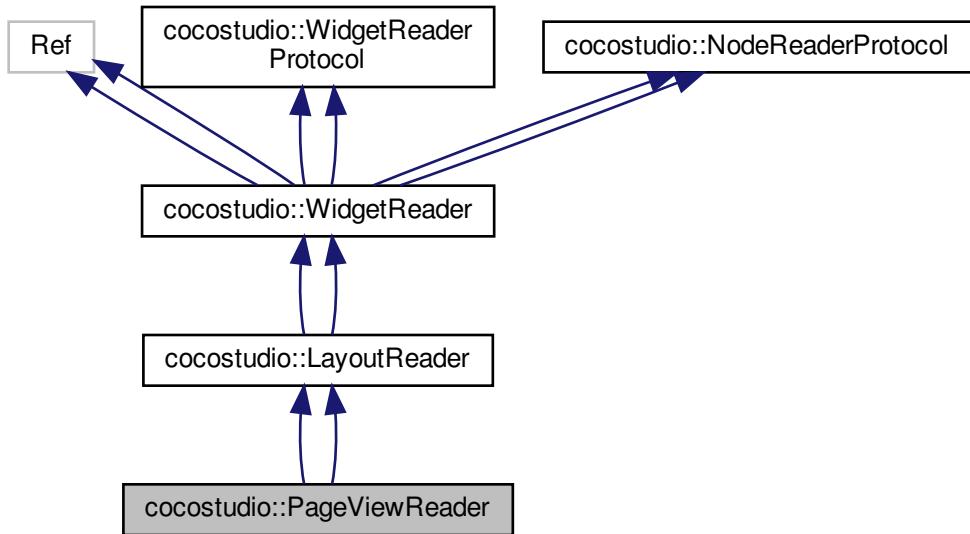 Ref
cocostudio::WidgetReader
Protocol
cocostudio::NodeReaderProtocol
cocostudio::WidgetReader
cocostudio::LayoutReader
cocostudio::PageViewReader